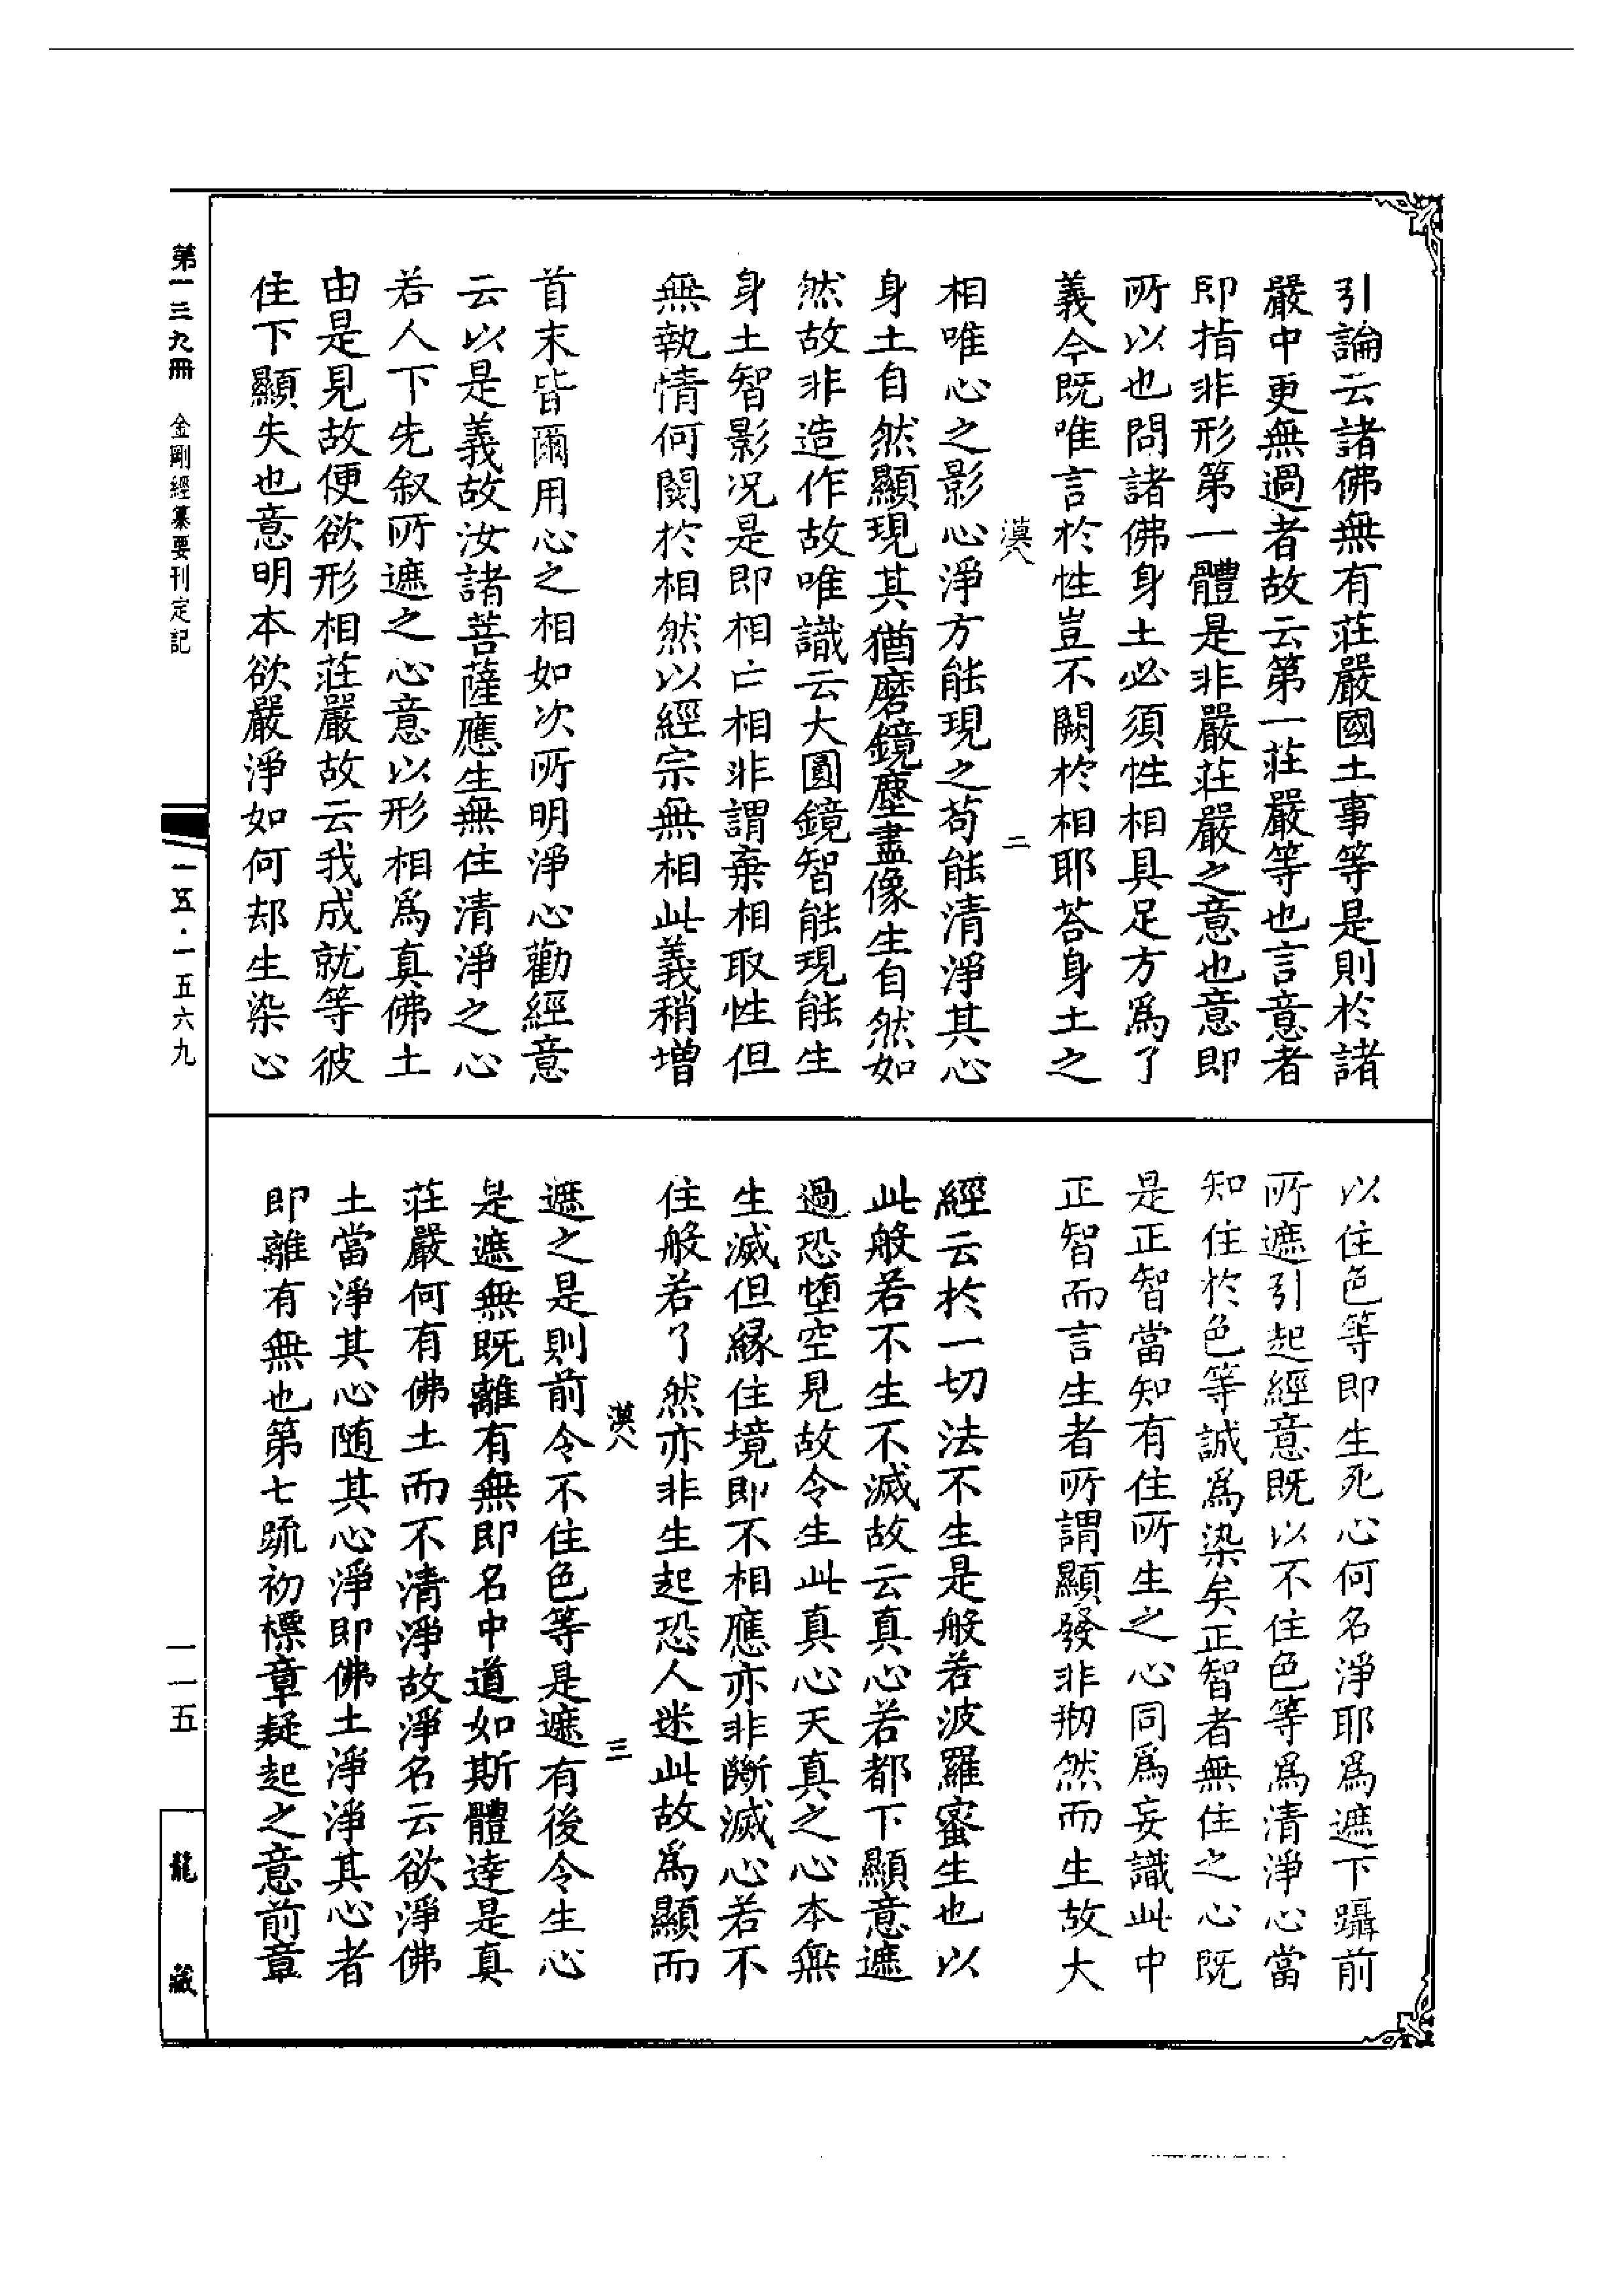 引論云諸佛無有莊嚴國土事等是則於諸
嚴中更無過者故云第一莊嚴等也言意者
即指非形第一體是非嚴莊嚴之意也意即
所以也問諸佛身土必須性相具足方爲了
義今既唯言於性豈不闕於相耶荅身土之
漠八 二
相唯心之影心淨方能現之苟能清淨其心
身土自然顯現其猶磨鏡塵盡像生自然如
然故非造作故唯識云大圓鏡智能現能生
身土智影況是即相亡相非謂棄相取性但
無執情何閡於相然以經宗無相此義稍增
首末皆爾用心之相如次所明淨心勸經意
云以是義故汝諸菩薩應生無住清淨之心
若人下先叙所遮之心意以形相爲真佛土
由是見故便欲形相莊嚴故云我成就等彼
住下顯失也意明本欲嚴淨如何却生染心
以住色等即生死心何名淨耶爲遮下躡前
所遮引起經意既以不住色等爲清淨心當
知住於色等誠爲染矣正智者無住之心既
是正智當知有住所生之心同爲妄識此中
正智而言生者所謂顯發非剏然而生故大
經云於一切法不生是般若波羅蜜生也以
此般若不生不滅故云真心若都下顯意遮
過恐墮空見故令生此真心天真之心本無
生滅但緣住境即不相應亦非斷滅心若不
住般若了然亦非生起恐人迷此故爲顯而
漠八 三
遮之是則前令不住色等是遮有後令生心
是遮無既離有無即名中道如斯體達是真
莊嚴何有佛土而不清淨故淨名云欲淨佛
土當淨其心随其心淨即佛土淨淨其心者
即離有無也第七疏初標章疑起之意前章
第一三九冊 金剛經纂要刊定記
一五·一五六九
一一五
龍藏